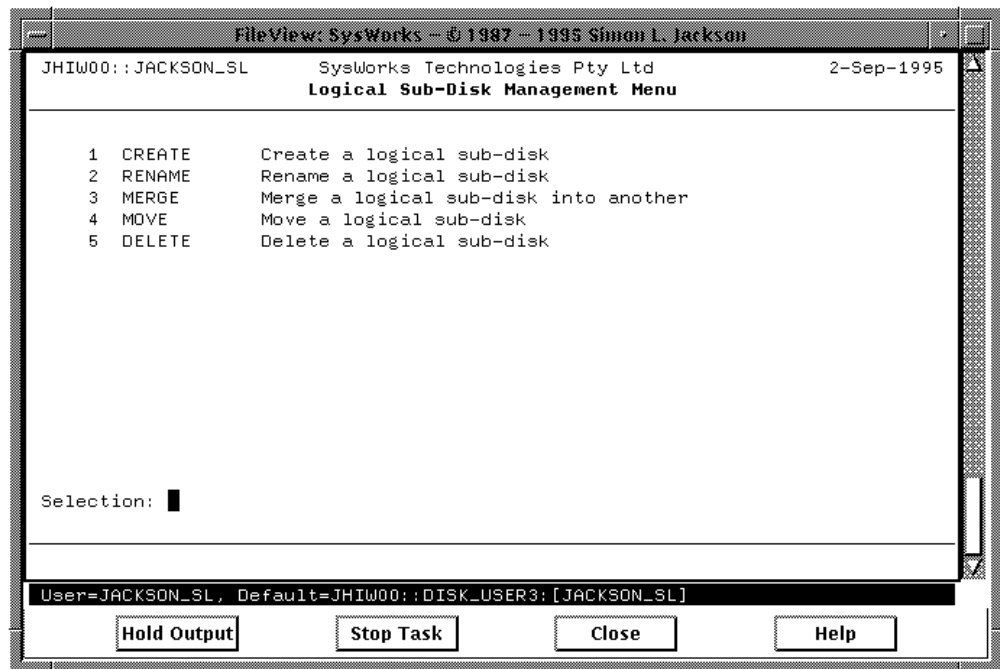 FileView: SysWorks – © 1987 – 1995 Simon L. Jackson
JHIW00::JACKSON_SL SysWorks Technologies Pty Ltd 2-Sep-1995
Logical Sub-Disk Management Menu
1 CREATE Create a logical sub-disk
2 RENAME Rename a logical sub-disk
3 MERGE Merge a logical sub-disk into another
4 MOVE Move a logical sub-disk
5 DELETE Delete a logical sub-disk
Selection:
User=JACKSON_SL, Default=JHIW00::DISK_USER3:[JACKSON_SL]
Hold Output Stop Task Close Help